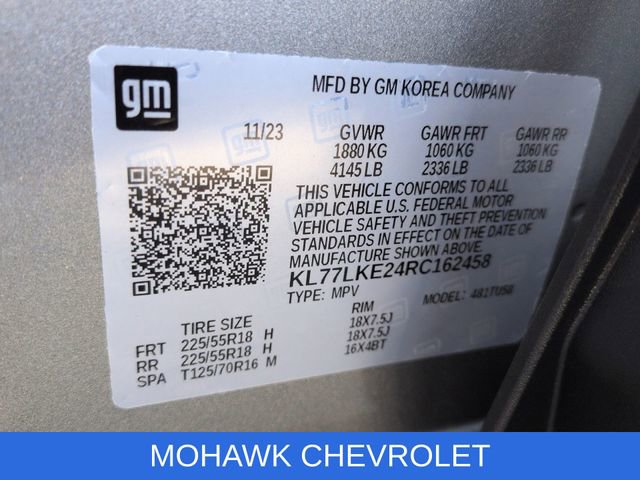 gm
MFD BY GM KOREA COMPANY
11/23 GVWR GAWR FRT GAWR RR
1880 KG 1060 KG 1060 KG
4145 LB 2336 LB 2336 LB
THIS VEHICLE CONFORMS TO ALL
APPLICABLE U.S. FEDERAL MOTOR
VEHICLE SAFETY AND THEFT PREVENTION
STANDARDS IN EFFECT ON THE DATE OF
MANUFACTURE SHOWN ABOVE.
KL77LKE24RC162458
TYPE: MPV MODEL: 481TU58
TIRE SIZE RIM
FRT 225/55R18 H 18X7.5J
RR 225/55R18 H 18X7.5J
SPA T125/70R16 M 16X4BT
MOHAWK CHEVROLET